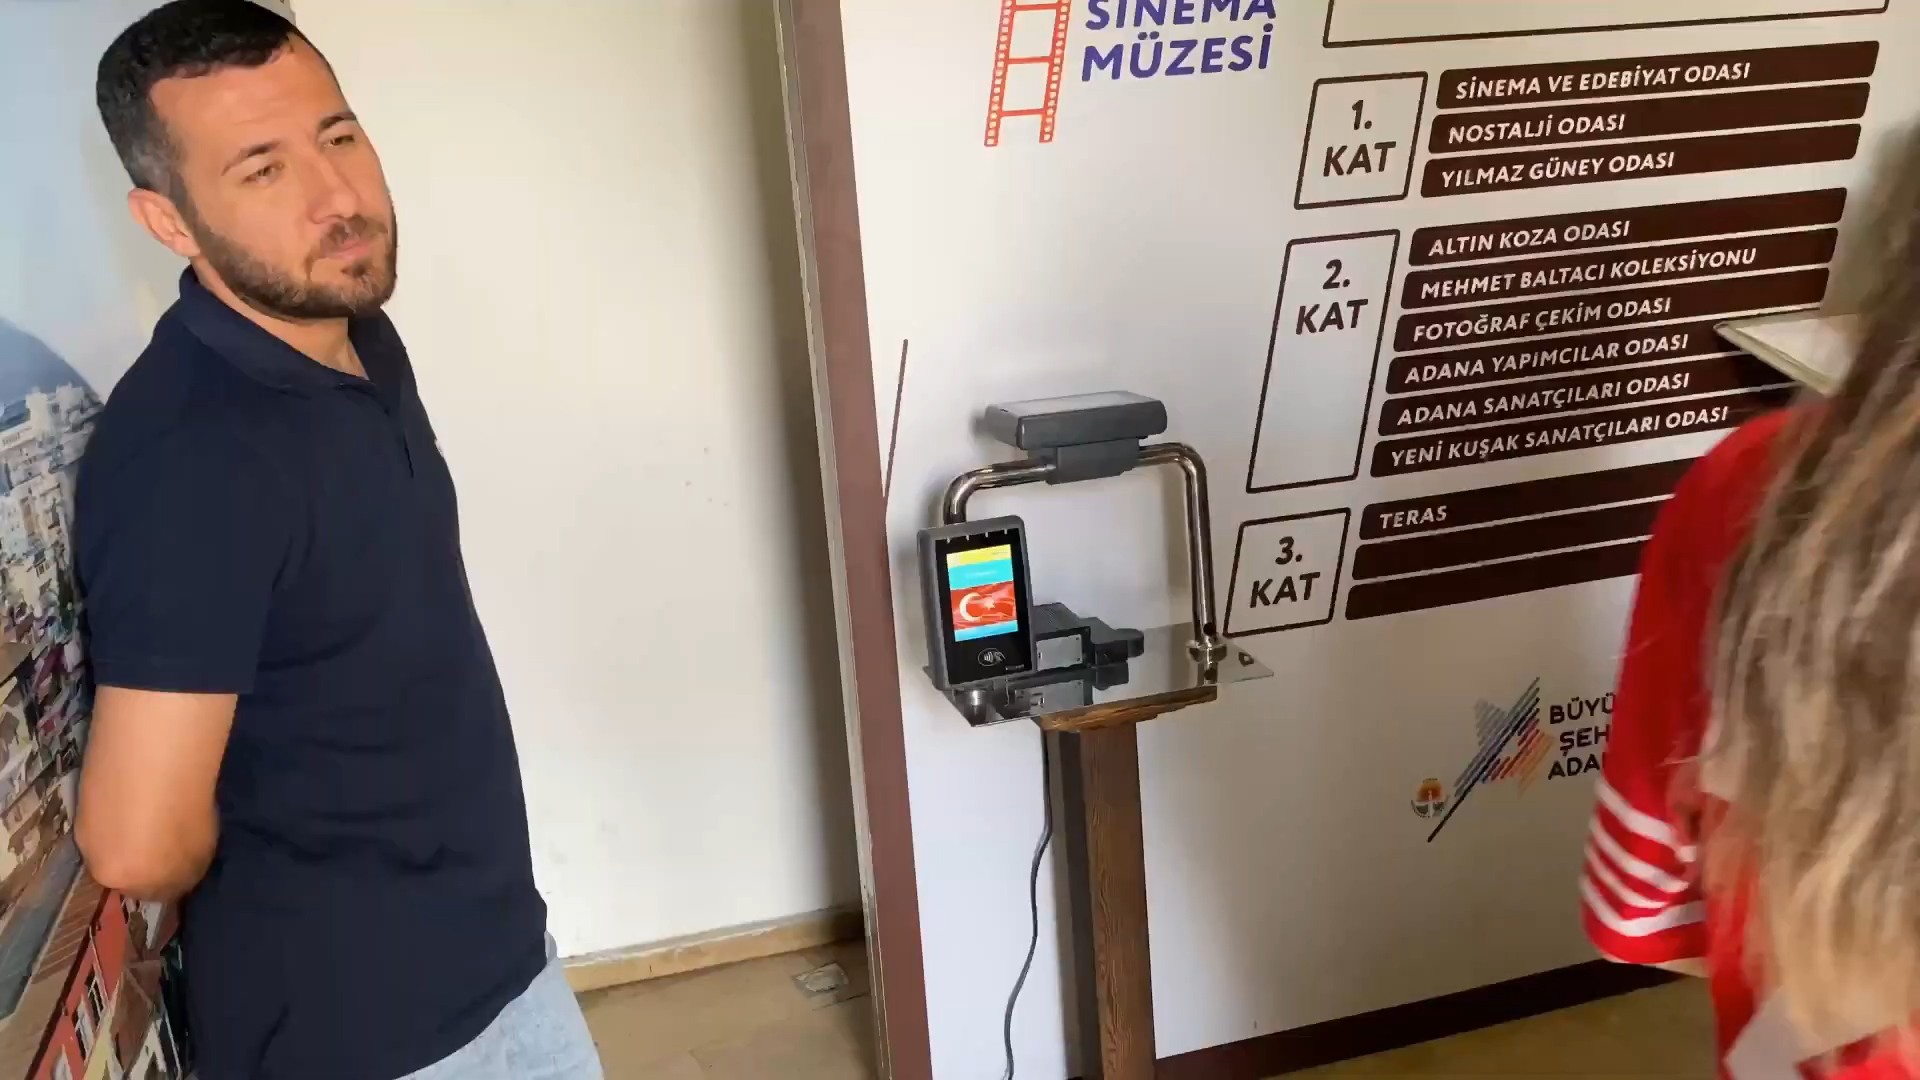 SİNEMA
MÜZESİ
1.
KAT
SİNEMA VE EDEBİYAT ODASI
NOSTALJİ ODASI
YILMAZ GÜNEY ODASI
2.
KAT
ALTIN KOZA ODASI
MEHMET BALTACI KOLEKSİYONU
FOTOĞRAF ÇEKİM ODASI
ADANA YAPIMCILAR ODASI
ADANA SANATÇILARI ODASI
YENİ KUŞAK SANATÇILARI ODASI
3.
KAT
TERAS
BÜYÜ
ŞEH
ADA